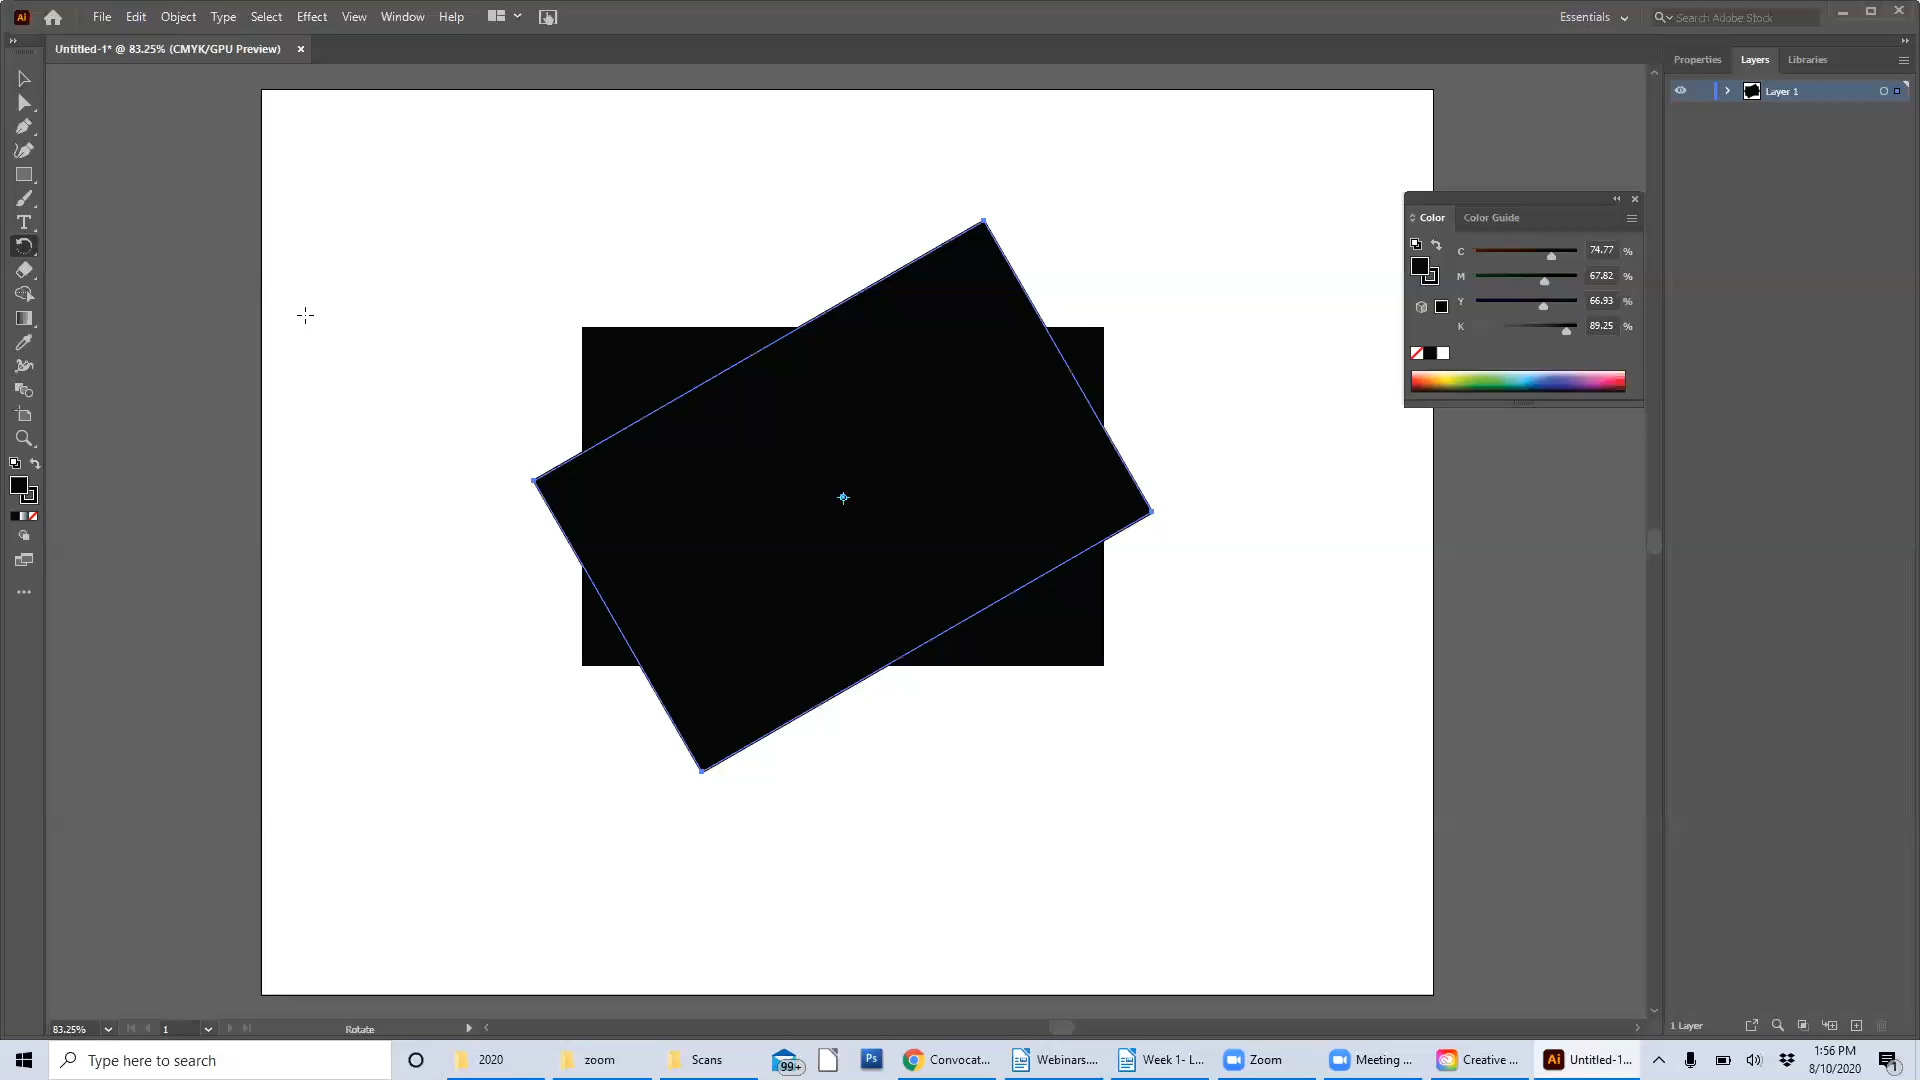 Ai File Edit Object Type Select Effect View Window Help Essentials Search Adobe Stock
Untitled-1* @ 83.25% (CMYK/GPU Preview) ×
Properties Layers Libraries
Layer 1
Color Color Guide
C 74.77 %
M 67.82 %
Y 66.93 %
K 89.25 %
T
83.25% 1 Rotate
1 Layer
Type here to search 2020 zoom Scans 99+ Ps Convocat... Webinars.... Week 1- L... Zoom Meeting ... Creative ... Ai Untitled-1...
1:56 PM
8/10/2020
1